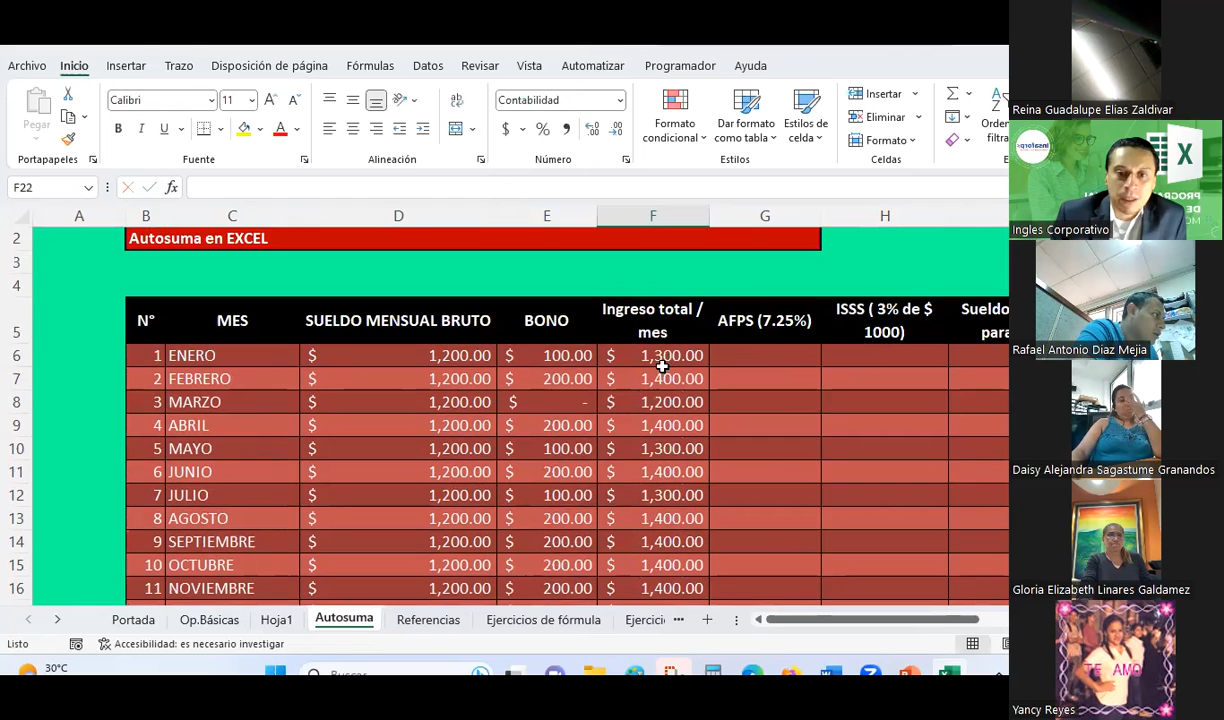 Archivo Inicio Insertar Trazo Disposición de página Fórmulas Datos Revisar Vista Automatizar Programador Ayuda
Pegar
Calibri 11
N K S
Contabilidad
$ %
Formato condicional
Dar formato como tabla
Estilos de celda
Insertar
Eliminar
Formato
Portapapeles Fuente Alineación Número Estilos Celdas
F22
fx
A B C D E F G H
2 Autosuma en EXCEL
3
4
5 N° MES SUELDO MENSUAL BRUTO BONO Ingreso total / mes AFPS (7.25%) ISSS ( 3% de $ 1000)
6 1 ENERO $ 1,200.00 $ 100.00 $ 1,300.00
7 2 FEBRERO $ 1,200.00 $ 200.00 $ 1,400.00
8 3 MARZO $ 1,200.00 $ - $ 1,200.00
9 4 ABRIL $ 1,200.00 $ 200.00 $ 1,400.00
10 5 MAYO $ 1,200.00 $ 100.00 $ 1,300.00
11 6 JUNIO $ 1,200.00 $ 200.00 $ 1,400.00
12 7 JULIO $ 1,200.00 $ 100.00 $ 1,300.00
13 8 AGOSTO $ 1,200.00 $ 200.00 $ 1,400.00
14 9 SEPTIEMBRE $ 1,200.00 $ 200.00 $ 1,400.00
15 10 OCTUBRE $ 1,200.00 $ 200.00 $ 1,400.00
16 11 NOVIEMBRE $ 1,200.00 $ 200.00 $ 1,400.00
Portada Op.Básicas Hoja1 Autosuma Referencias Ejercicios de fórmula
Listo Accesibilidad: es necesario investigar
30°C
Buscar
Reina Guadalupe Elias Zaldivar
Ingles Corporativo
Rafael Antonio Diaz Mejia
Daisy Alejandra Sagastume Granandos
Gloria Elizabeth Linares Galdamez
TE AMO
Yancy Reyes